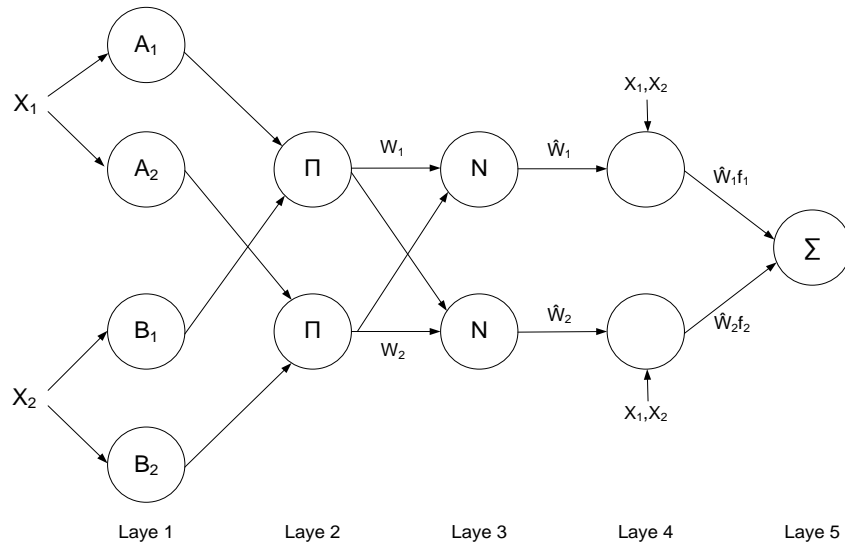 A₁
X₁,X₂
X₁
W₁
Ŵ₁
A₂
Π
N
Ŵ₁f₁
Σ
B₁
Π
N
Ŵ₂
Ŵ₂f₂
W₂
X₂
X₁,X₂
B₂
Laye 1
Laye 2
Laye 3
Laye 4
Laye 5